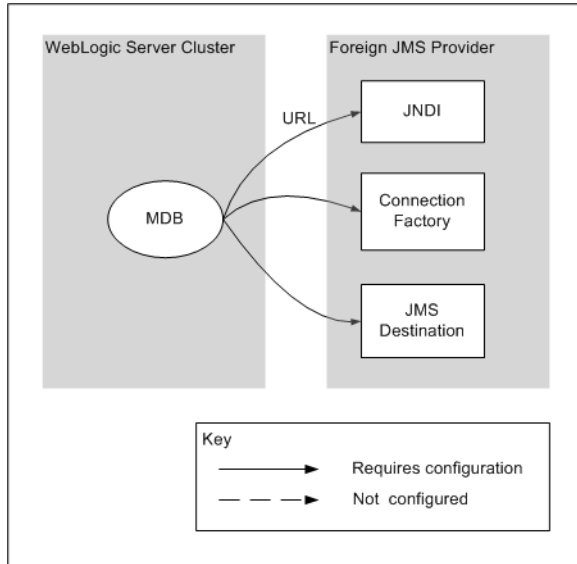 WebLogic Server Cluster
Foreign JMS Provider
URL
JNDI
MDB
Connection
Factory
JMS
Destination
Key
Requires configuration
Not configured